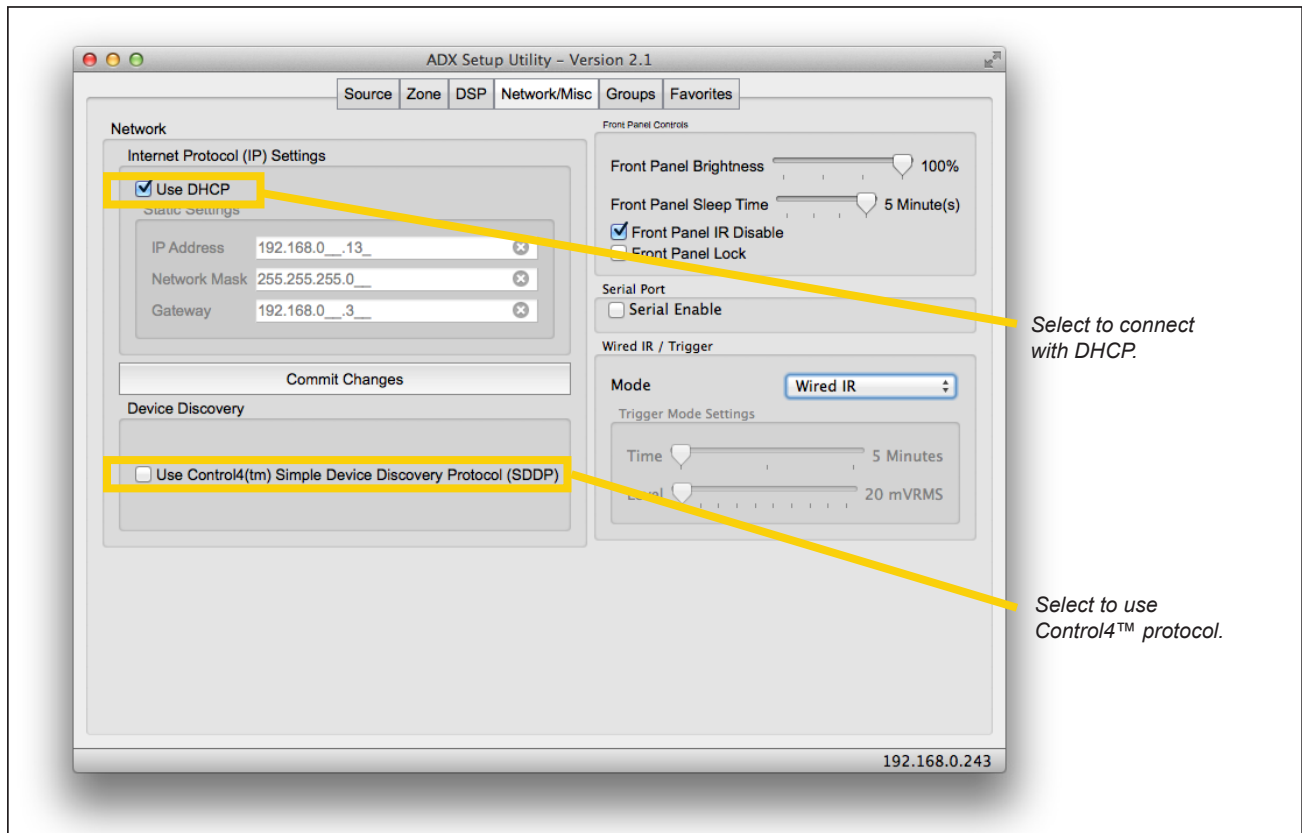 ADX Setup Utility – Version 2.1
Source Zone DSP Network/Misc Groups Favorites
Network
Internet Protocol (IP) Settings
Use DHCP
Static Settings
IP Address 192.168.0__.13_
Network Mask 255.255.255.0__
Gateway 192.168.0__.3__
Commit Changes
Device Discovery
Use Control4(tm) Simple Device Discovery Protocol (SDDP)
Front Panel Controls
Front Panel Brightness 100%
Front Panel Sleep Time 5 Minute(s)
Front Panel IR Disable
Front Panel Lock
Serial Port
Serial Enable
Wired IR / Trigger
Mode Wired IR
Trigger Mode Settings
Time 5 Minutes
Level 20 mVRMS
192.168.0.243
Select to connect
with DHCP.
Select to use
Control4™ protocol.